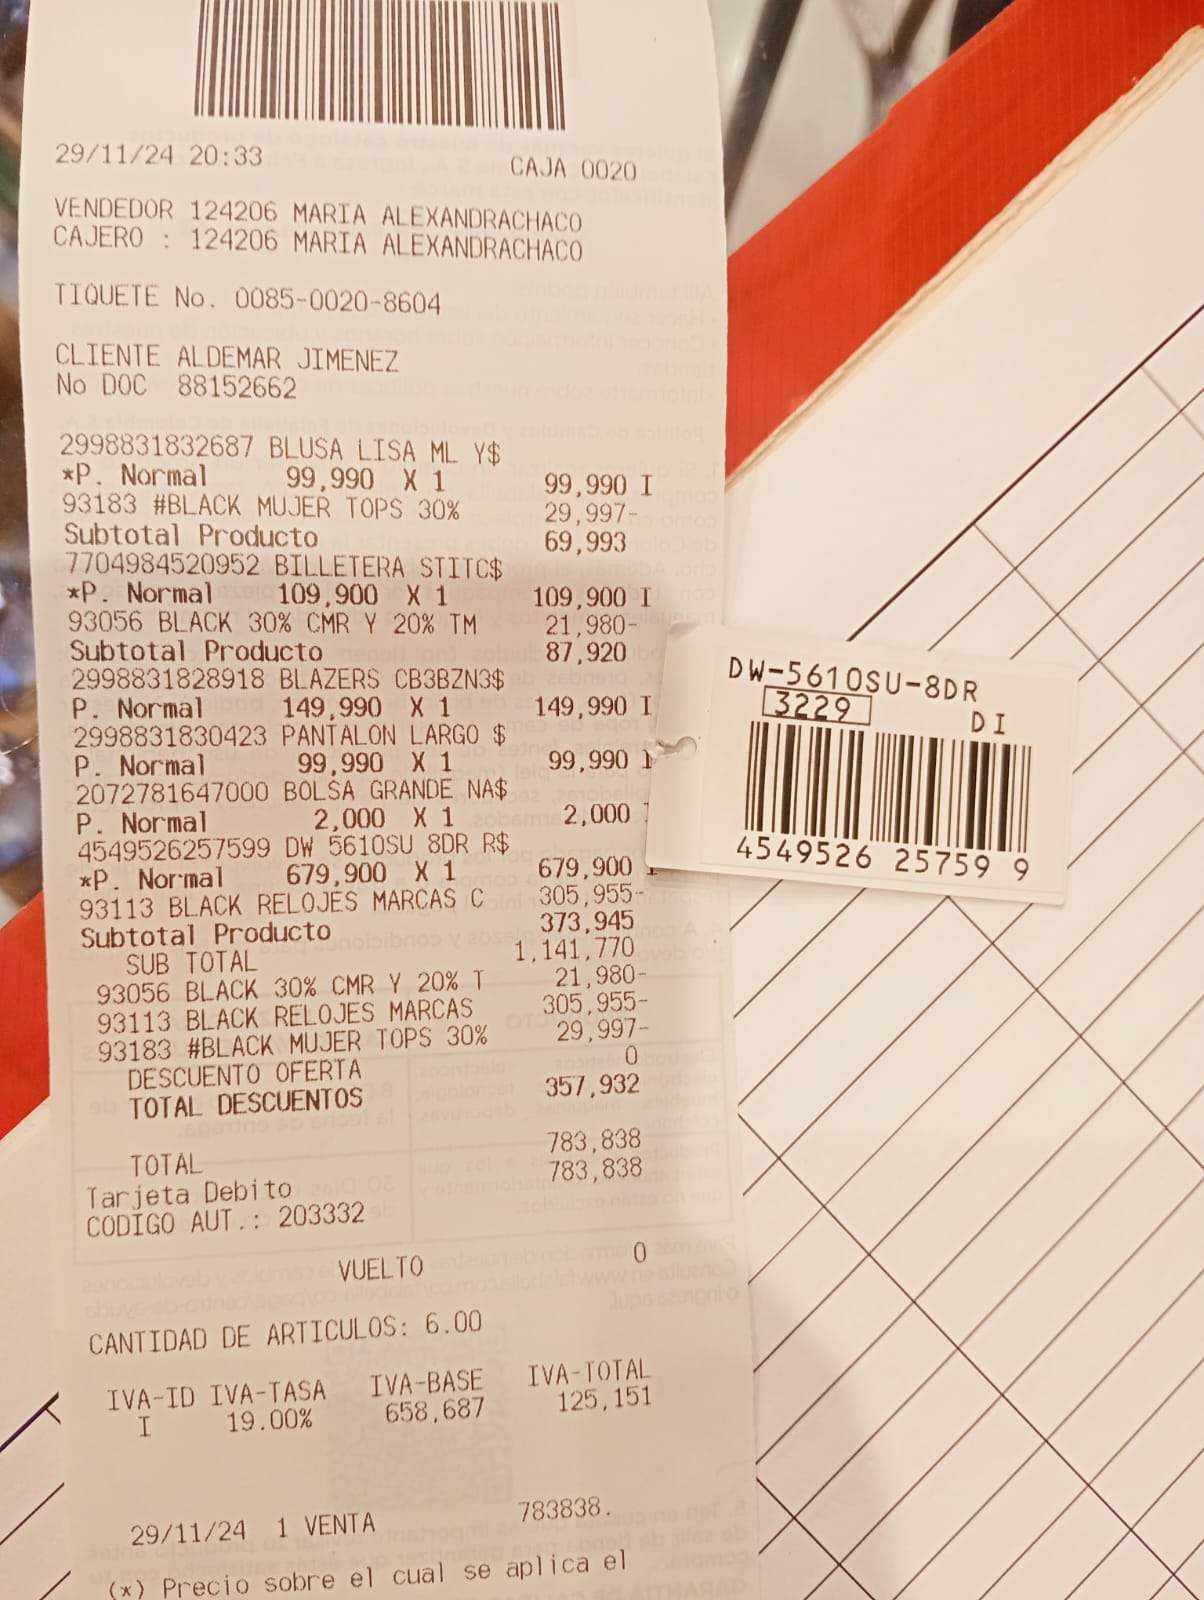 29/11/24 20:33 CAJA 0020
VENDEDOR 124206 MARIA ALEXANDRACHACO
CAJERO : 124206 MARIA ALEXANDRACHACO
TIQUETE No. 0085-0020-8604
CLIENTE ALDEMAR JIMENEZ
No DOC 88152662
2998831832687 BLUSA LISA ML Y$
*P. Normal 99,990 X 1 99,990 I
93183 #BLACK MUJER TOPS 30% 29,997-
Subtotal Producto 69,993
7704984520952 BILLETERA STITC$
*P. Normal 109,900 X 1 109,900 I
93056 BLACK 30% CMR Y 20% TM 21,980-
Subtotal Producto 87,920
2998831828918 BLAZERS CB3BZN3$
P. Normal 149,990 X 1 149,990 I
2998831830423 PANTALON LARGO $
P. Normal 99,990 X 1 99,990 I
2072781647000 BOLSA GRANDE NA$
P. Normal 2,000 X 1 2,000 I
4549526257599 DW 5610SU 8DR R$
*P. Normal 679,900 X 1 679,900 I
93113 BLACK RELOJES MARCAS C 305,955-
Subtotal Producto 373,945
SUB TOTAL 1,141,770
93056 BLACK 30% CMR Y 20% T 21,980-
93113 BLACK RELOJES MARCAS 305,955-
93183 #BLACK MUJER TOPS 30% 29,997-
DESCUENTO OFERTA 0
TOTAL DESCUENTOS 357,932
TOTAL 783,838
Tarjeta Debito 783,838
CODIGO AUT.: 203332
VUELTO 0
CANTIDAD DE ARTICULOS: 6.00
IVA-ID IVA-TASA IVA-BASE IVA-TOTAL
I 19.00% 658,687 125,151
29/11/24 1 VENTA 783838.
(*) Precio sobre el cual se aplica el
DW-5610SU-8DR
3229 DI
4549526 25759 9